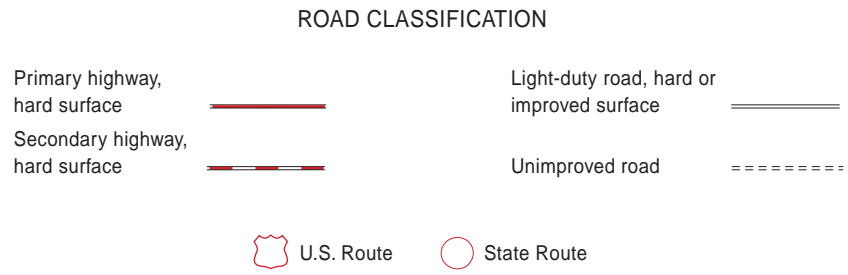 ROAD CLASSIFICATION
Primary highway,
hard surface
Secondary highway,
hard surface
Light-duty road, hard or
improved surface
Unimproved road
U.S. Route
State Route